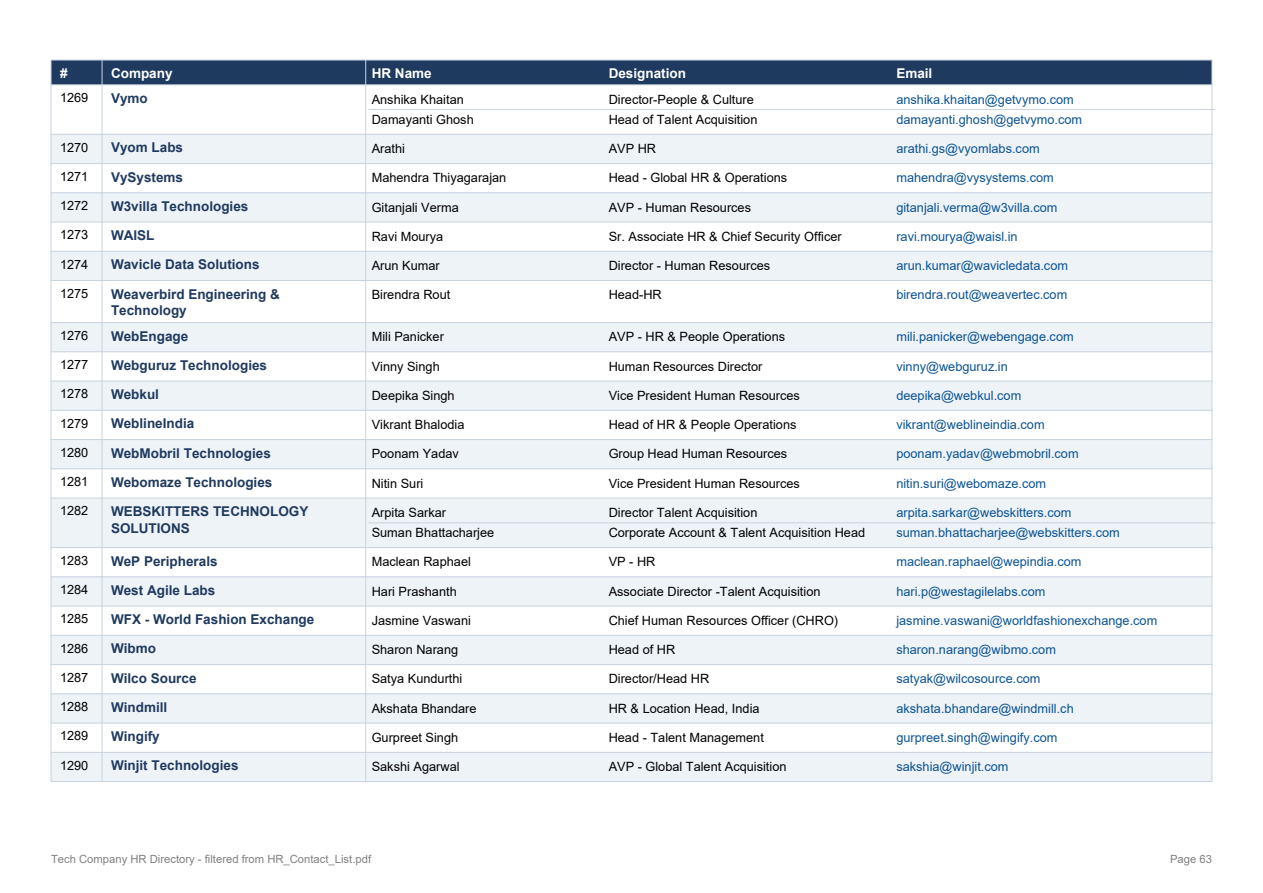 # Company HR Name Designation Email
1269 Vymo Anshika Khaitan Director-People & Culture anshika.khaitan@getvymo.com
Damayanti Ghosh Head of Talent Acquisition damayanti.ghosh@getvymo.com
1270 Vyom Labs Arathi AVP HR arathi.gs@vyomlabs.com
1271 VySystems Mahendra Thiyagarajan Head - Global HR & Operations mahendra@vysystems.com
1272 W3villa Technologies Gitanjali Verma AVP - Human Resources gitanjali.verma@w3villa.com
1273 WAISL Ravi Mourya Sr. Associate HR & Chief Security Officer ravi.mourya@waisl.in
1274 Wavicle Data Solutions Arun Kumar Director - Human Resources arun.kumar@wavicledata.com
1275 Weaverbird Engineering & Birendra Rout Head-HR birendra.rout@weavertec.com
Technology
1276 WebEngage Mili Panicker AVP - HR & People Operations mili.panicker@webengage.com
1277 Webguruz Technologies Vinny Singh Human Resources Director vinny@webguruz.in
1278 Webkul Deepika Singh Vice President Human Resources deepika@webkul.com
1279 WeblineIndia Vikrant Bhalodia Head of HR & People Operations vikrant@weblineindia.com
1280 WebMobril Technologies Poonam Yadav Group Head Human Resources poonam.yadav@webmobril.com
1281 Webomaze Technologies Nitin Suri Vice President Human Resources nitin.suri@webomaze.com
1282 WEBSKITTERS TECHNOLOGY Arpita Sarkar Director Talent Acquisition arpita.sarkar@webskitters.com
SOLUTIONS Suman Bhattacharjee Corporate Account & Talent Acquisition Head suman.bhattacharjee@webskitters.com
1283 WeP Peripherals Maclean Raphael VP - HR maclean.raphael@wepindia.com
1284 West Agile Labs Hari Prashanth Associate Director -Talent Acquisition hari.p@westagilelabs.com
1285 WFX - World Fashion Exchange Jasmine Vaswani Chief Human Resources Officer (CHRO) jasmine.vaswani@worldfashionexchange.com
1286 Wibmo Sharon Narang Head of HR sharon.narang@wibmo.com
1287 Wilco Source Satya Kundurthi Director/Head HR satyak@wilcosource.com
1288 Windmill Akshata Bhandare HR & Location Head, India akshata.bhandare@windmill.ch
1289 Wingify Gurpreet Singh Head - Talent Management gurpreet.singh@wingify.com
1290 Winjit Technologies Sakshi Agarwal AVP - Global Talent Acquisition sakshia@winjit.com
Tech Company HR Directory - filtered from HR_Contact_List.pdf Page 63